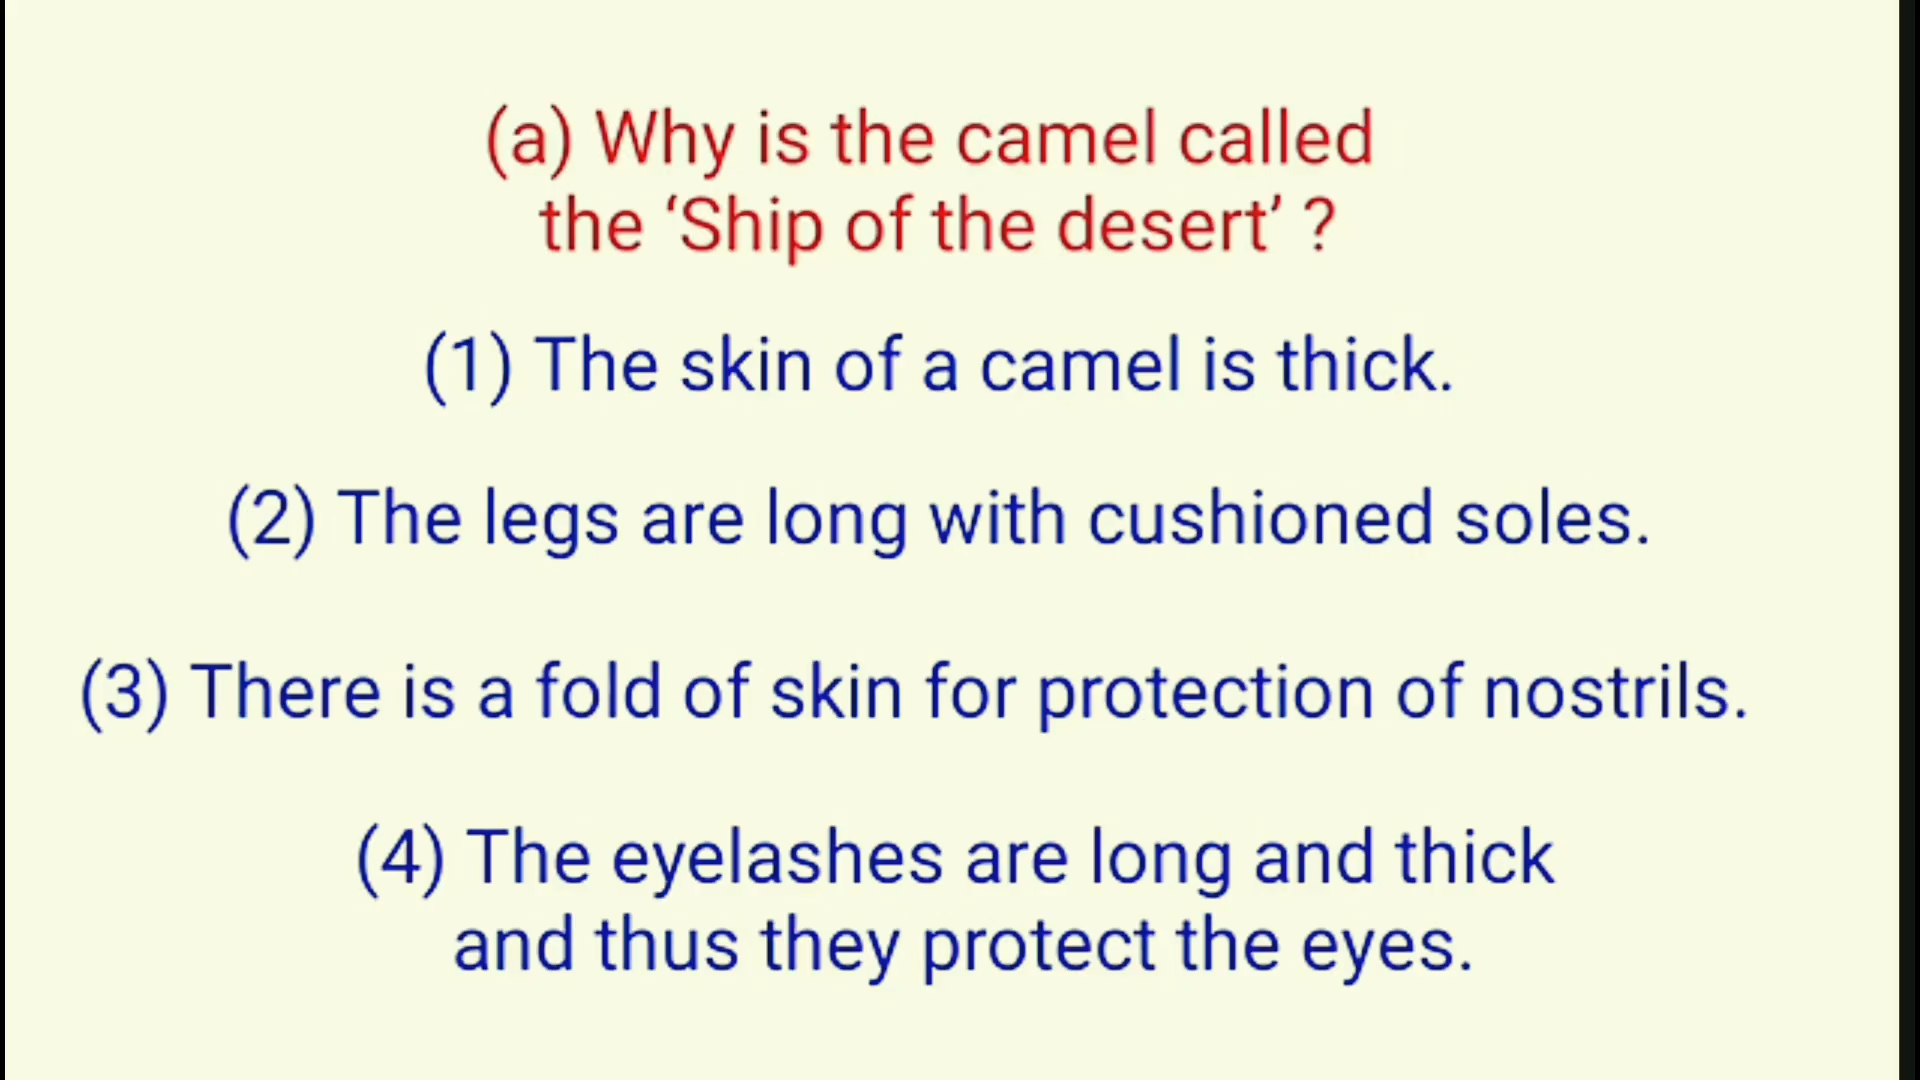 (a) Why is the camel called
the ‘Ship of the desert’ ?
(1) The skin of a camel is thick.
(2) The legs are long with cushioned soles.
(3) There is a fold of skin for protection of nostrils.
(4) The eyelashes are long and thick
and thus they protect the eyes.